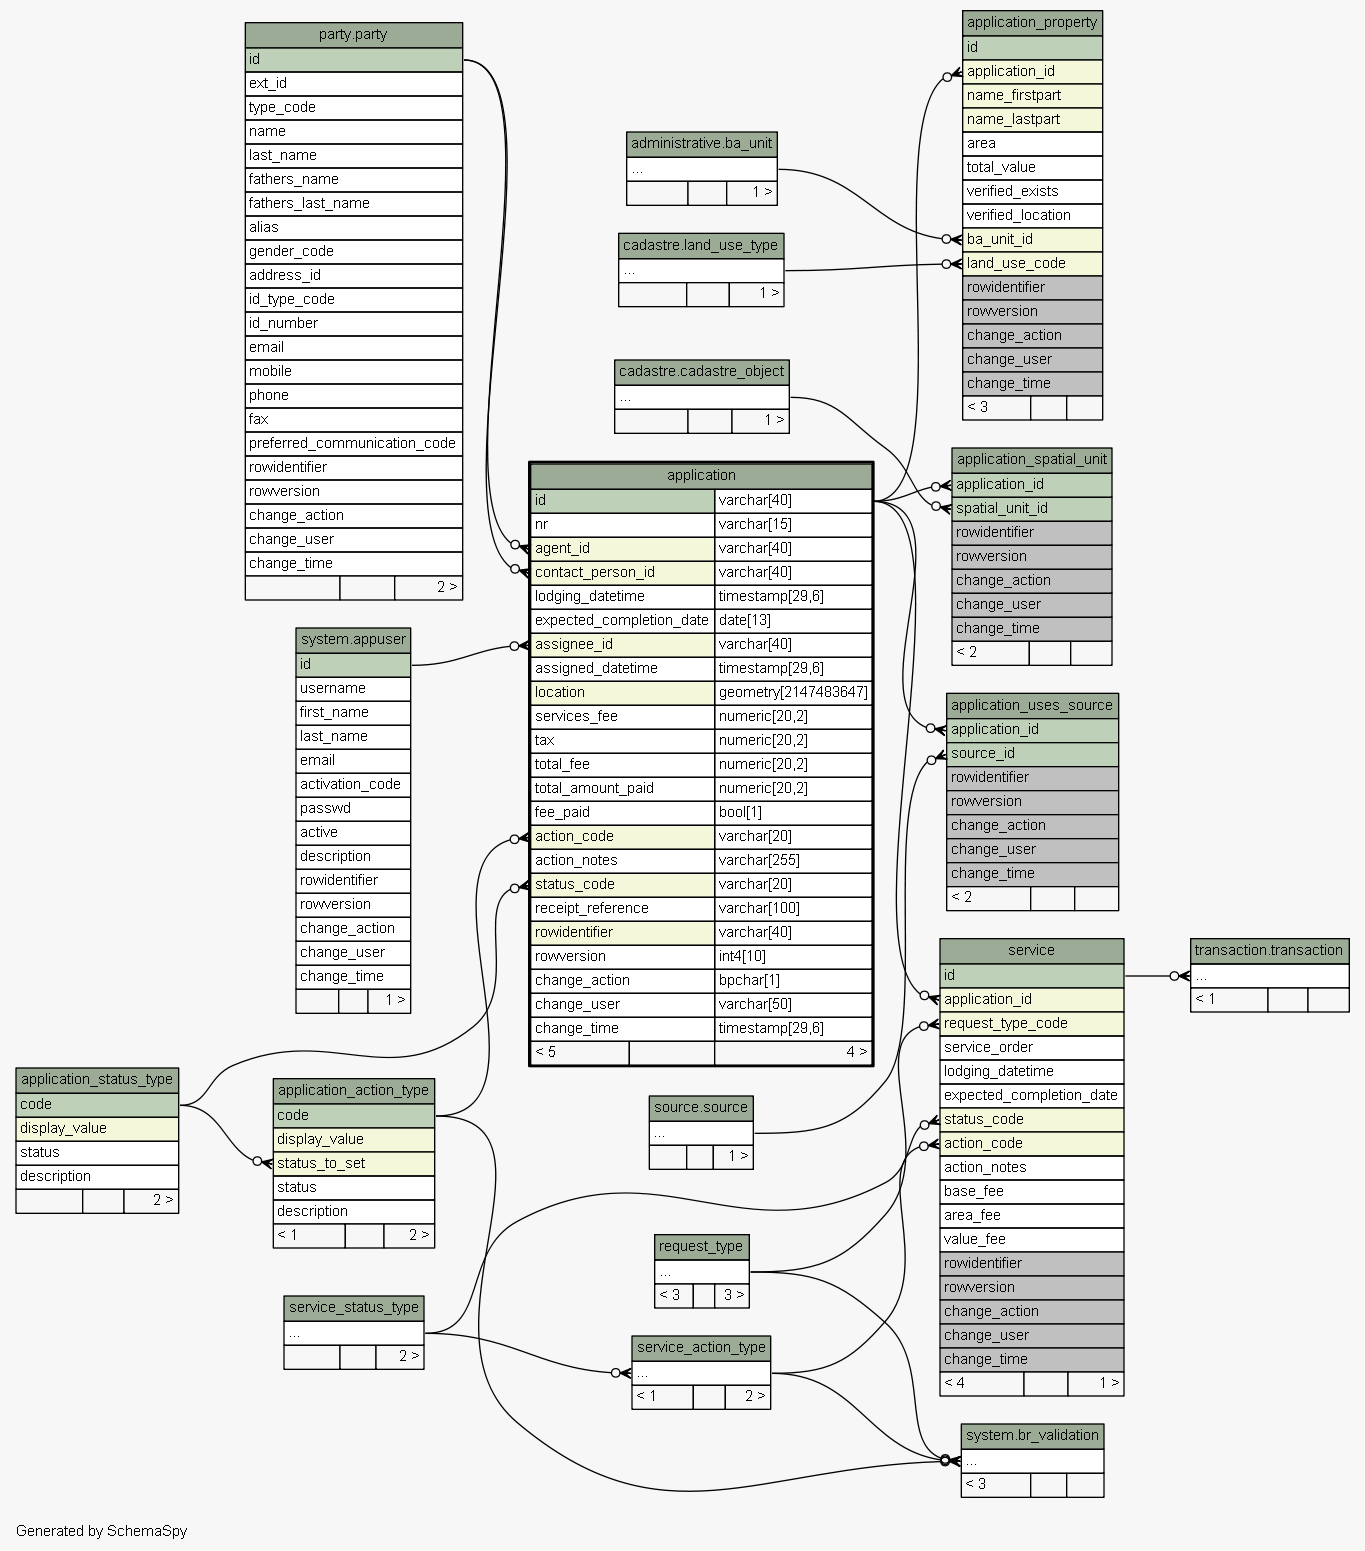 party.party
id
ext_id
type_code
name
last_name
fathers_name
fathers_last_name
alias
gender_code
address_id
id_type_code
id_number
email
mobile
phone
fax
preferred_communication_code
rowidentifier
rowversion
change_action
change_user
change_time
2 >
application_property
id
application_id
name_firstpart
name_lastpart
area
total_value
verified_exists
verified_location
ba_unit_id
land_use_code
rowidentifier
rowversion
change_action
change_user
change_time
< 3
administrative.ba_unit
...
1 >
cadastre.land_use_type
...
1 >
cadastre.cadastre_object
...
1 >
application
id varchar[40]
nr varchar[15]
agent_id varchar[40]
contact_person_id varchar[40]
lodging_datetime timestamp[29,6]
expected_completion_date date[13]
assignee_id varchar[40]
assigned_datetime timestamp[29,6]
location geometry[2147483647]
services_fee numeric[20,2]
tax numeric[20,2]
total_fee numeric[20,2]
total_amount_paid numeric[20,2]
fee_paid bool[1]
action_code varchar[20]
action_notes varchar[255]
status_code varchar[20]
receipt_reference varchar[100]
rowidentifier varchar[40]
rowversion int4[10]
change_action bpchar[1]
change_user varchar[50]
change_time timestamp[29,6]
< 5 4 >
application_spatial_unit
application_id
spatial_unit_id
rowidentifier
rowversion
change_action
change_user
change_time
< 2
system.appuser
id
username
first_name
last_name
email
activation_code
passwd
active
description
rowidentifier
rowversion
change_action
change_user
change_time
1 >
application_uses_source
application_id
source_id
rowidentifier
rowversion
change_action
change_user
change_time
< 2
service
id
application_id
request_type_code
service_order
lodging_datetime
expected_completion_date
status_code
action_code
action_notes
base_fee
area_fee
value_fee
rowidentifier
rowversion
change_action
change_user
change_time
< 4 1 >
transaction.transaction
...
< 1
application_status_type
code
display_value
status
description
2 >
application_action_type
code
display_value
status_to_set
status
description
< 1 2 >
source.source
...
1 >
request_type
...
< 3 3 >
service_status_type
...
2 >
service_action_type
...
< 1 2 >
system.br_validation
...
< 3
Generated by SchemaSpy